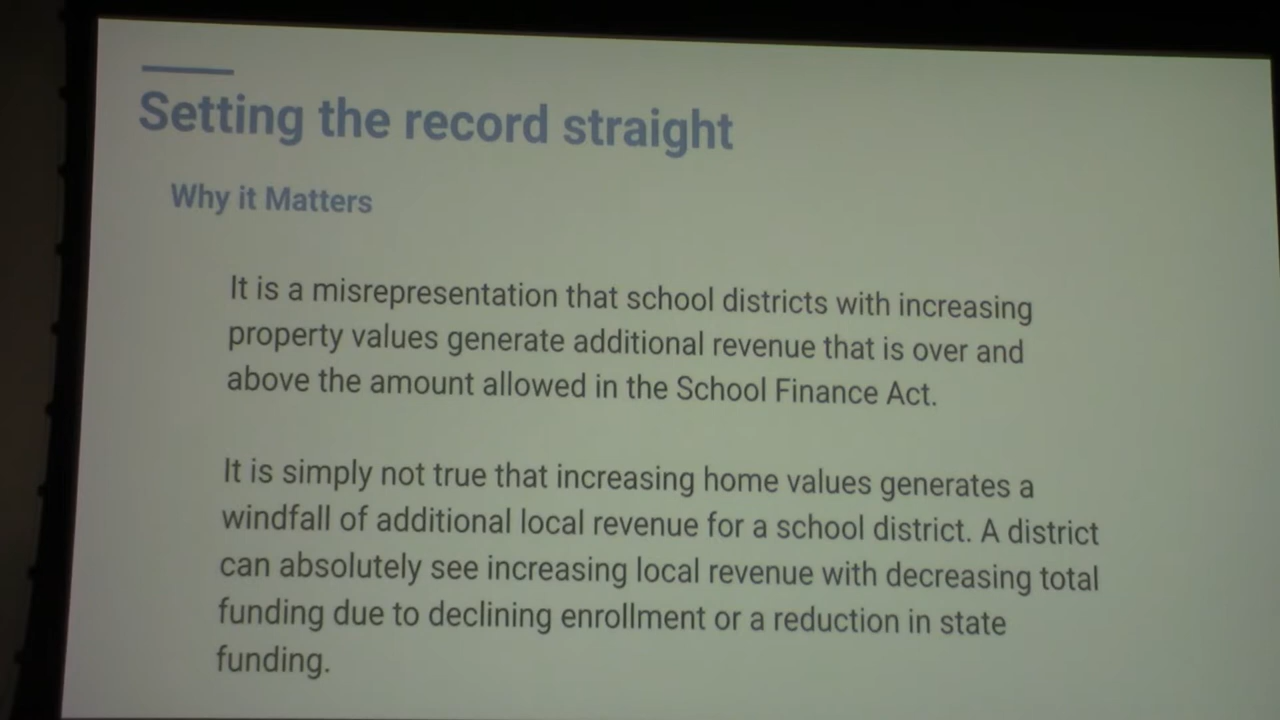 Setting the record straight
Why it Matters
It is a misrepresentation that school districts with increasing
property values generate additional revenue that is over and
above the amount allowed in the School Finance Act.
It is simply not true that increasing home values generates a
windfall of additional local revenue for a school district. A district
can absolutely see increasing local revenue with decreasing total
funding due to declining enrollment or a reduction in state
funding.